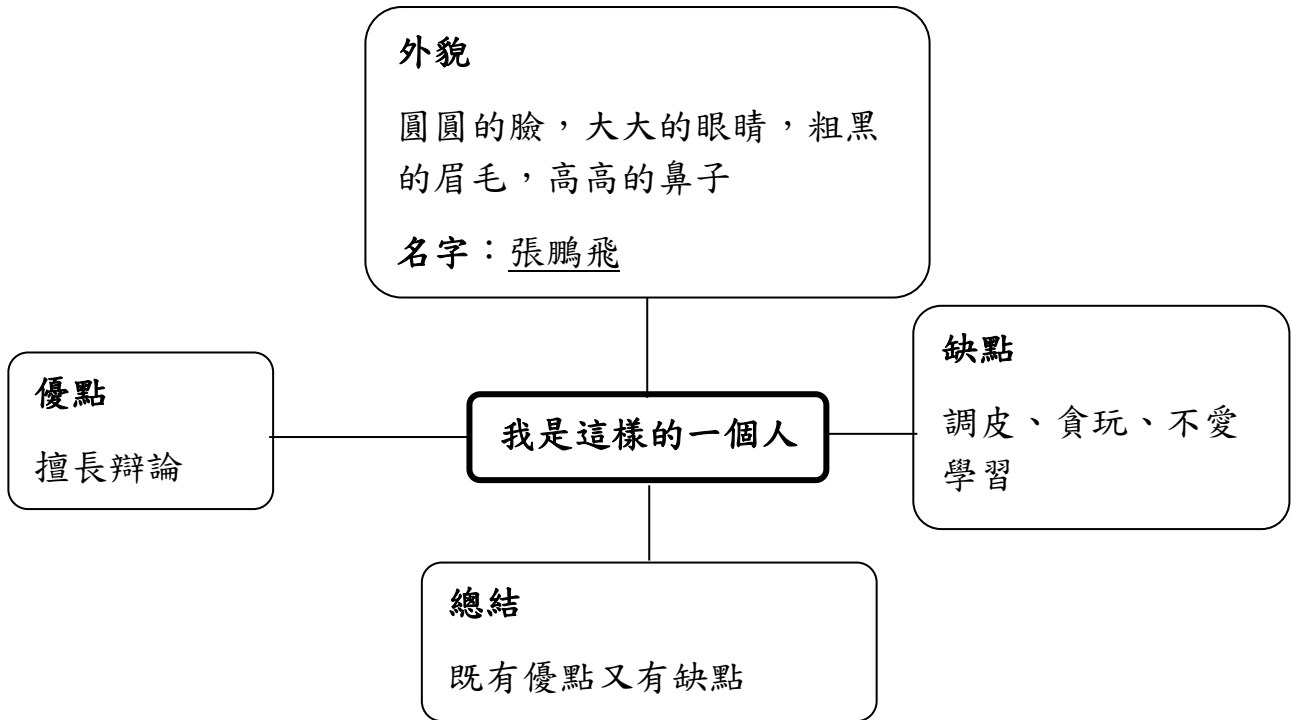 外貌
圓圓的臉，大大的眼睛，粗黑
的眉毛，高高的鼻子
名字：張鵬飛
優點
擅長辯論
我是這樣的一個人
缺點
調皮、貪玩、不愛
學習
總結
既有優點又有缺點